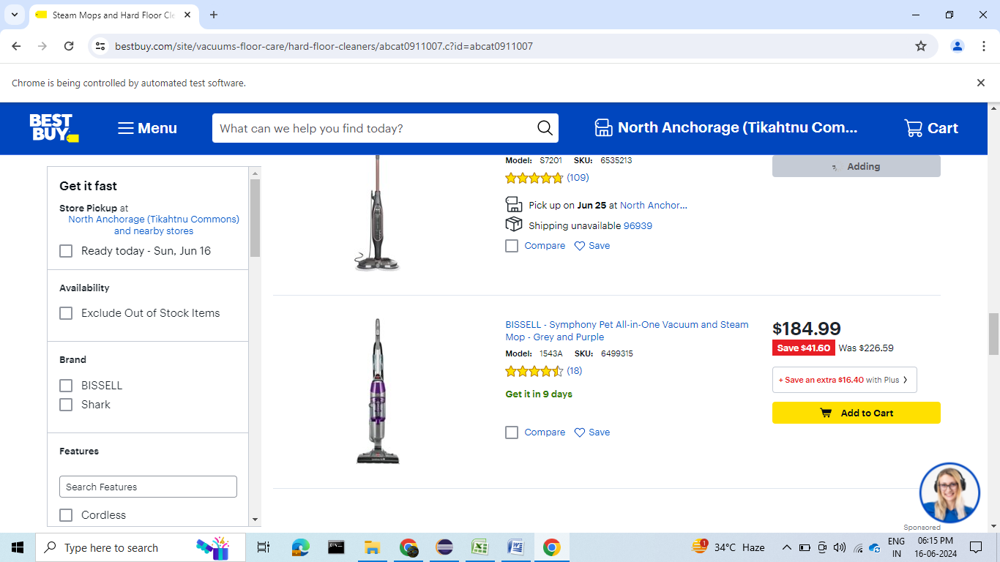 Steam Mops and Hard Floor Cle
bestbuy.com/site/vacuums-floor-care/hard-floor-cleaners/abcat0911007.c?id=abcat0911007
Chrome is being controlled by automated test software.
BEST BUY
Menu
What can we help you find today?
North Anchorage (Tikahtnu Com...
Cart
Get it fast
Store Pickup at
North Anchorage (Tikahtnu Commons)
and nearby stores
Ready today - Sun, Jun 16
Availability
Exclude Out of Stock Items
Brand
BISSELL
Shark
Features
Search Features
Cordless
Model: S7201 SKU: 6535213
(109)
Pick up on Jun 25 at North Anchor...
Shipping unavailable 96939
Compare Save
Adding
BISSELL - Symphony Pet All-in-One Vacuum and Steam
Mop - Grey and Purple
Model: 1543A SKU: 6499315
(18)
Get it in 9 days
Compare Save
$184.99
Save $41.60 Was $226.59
+ Save an extra $16.40 with Plus
Add to Cart
Sponsored
Type here to search
1
34°C Haze
ENG
IN
06:15 PM
16-06-2024